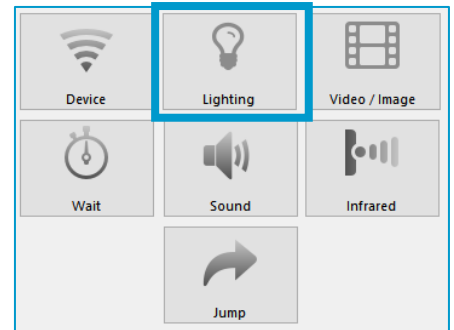 Device
Lighting
Video / Image
Wait
Sound
Infrared
Jump